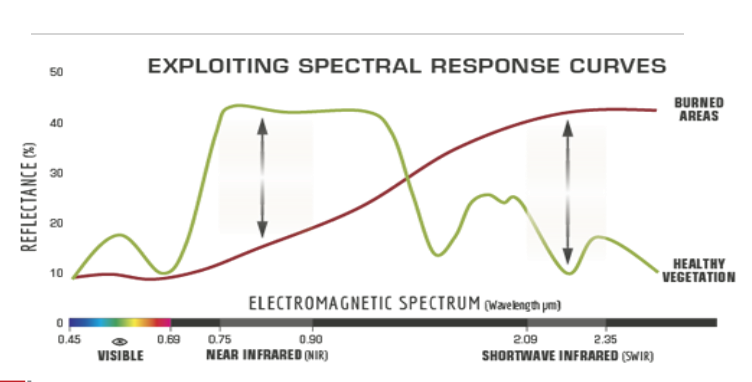 EXPLOITING SPECTRAL RESPONSE CURVES
50
40
30
20
10
0
REFLECTANCE (%)
BURNED
AREAS
HEALTHY
VEGETATION
ELECTROMAGNETIC SPECTRUM (Wavelength µm)
0.45 0.69 0.75 0.90 2.09 2.35
VISIBLE NEAR INFRARED (NIR) SHORTWAVE INFRARED (SWIR)